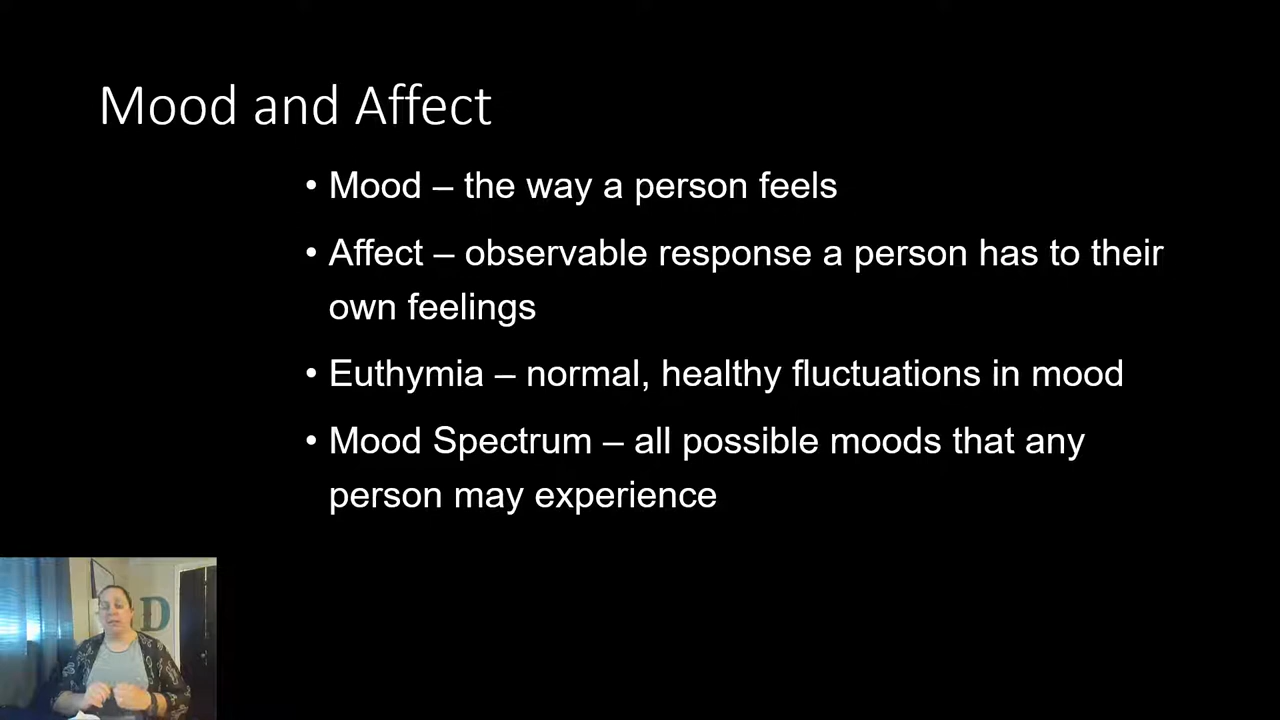 Mood and Affect
• Mood – the way a person feels
• Affect – observable response a person has to their
own feelings
• Euthymia – normal, healthy fluctuations in mood
• Mood Spectrum – all possible moods that any
person may experience
D